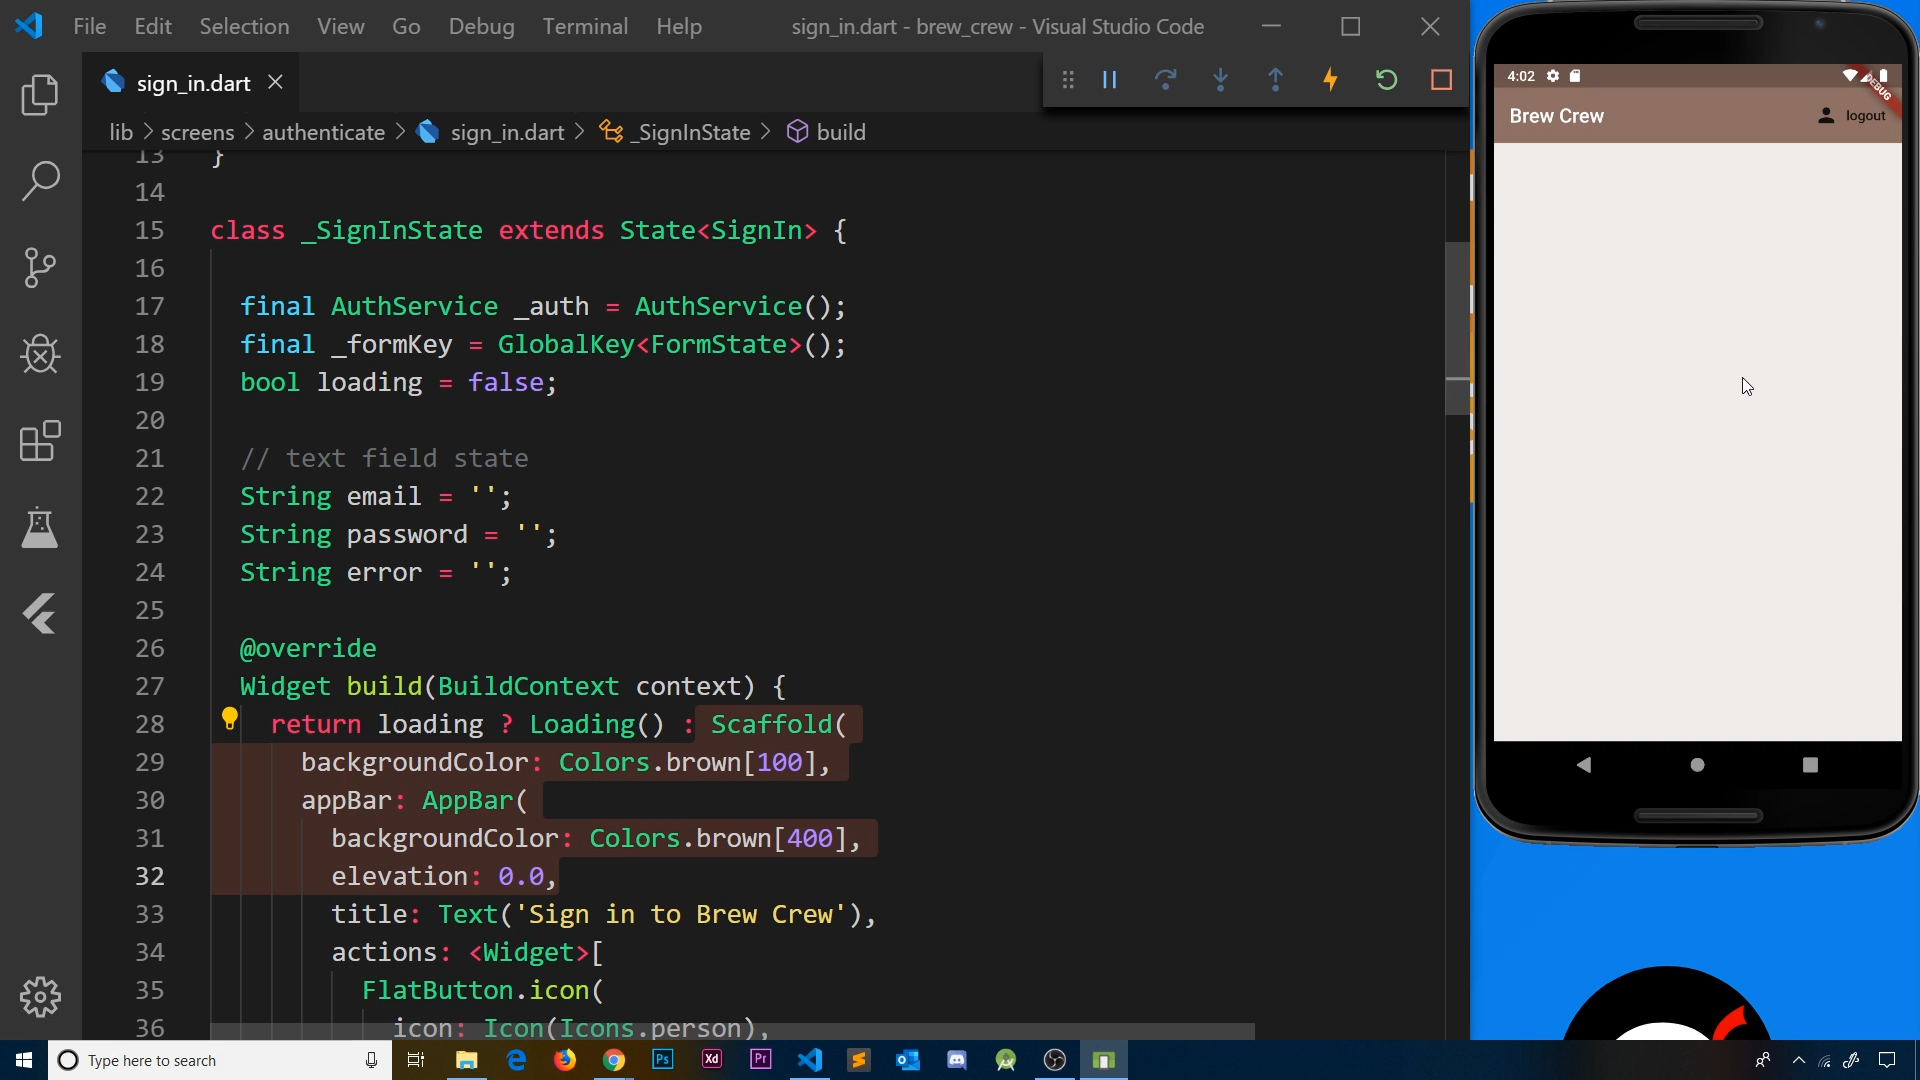 File Edit Selection View Go Debug Terminal Help
sign_in.dart - brew_crew - Visual Studio Code
sign_in.dart
lib > screens > authenticate > sign_in.dart > _SignInState > build
13 }
14
15 class _SignInState extends State<SignIn> {
16
17 final AuthService _auth = AuthService();
18 final _formKey = GlobalKey<FormState>();
19 bool loading = false;
20
21 // text field state
22 String email = '';
23 String password = '';
24 String error = '';
25
26 @override
27 Widget build(BuildContext context) {
28 return loading ? Loading() : Scaffold(
29 backgroundColor: Colors.brown[100],
30 appBar: AppBar(
31 backgroundColor: Colors.brown[400],
32 elevation: 0.0,
33 title: Text('Sign in to Brew Crew'),
34 actions: <Widget>[
35 FlatButton.icon(
36 icon: Icon(Icons.person),
4:02
DEBUG
Brew Crew
logout
Type here to search
Ps
Xd
Pr